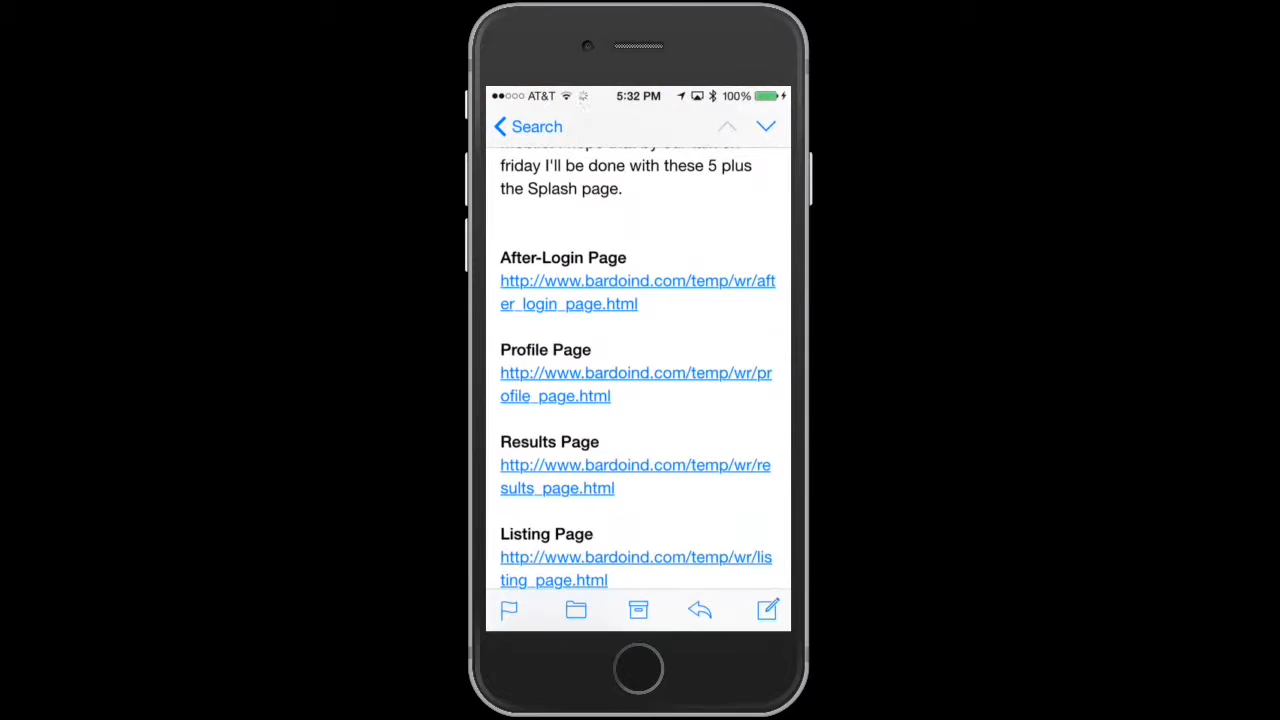 AT&T 5:32 PM 100%
Search
friday I'll be done with these 5 plus
the Splash page.
After-Login Page
http://www.bardoind.com/temp/wr/aft
er_login_page.html
Profile Page
http://www.bardoind.com/temp/wr/pr
ofile_page.html
Results Page
http://www.bardoind.com/temp/wr/re
sults_page.html
Listing Page
http://www.bardoind.com/temp/wr/lis
ting_page.html